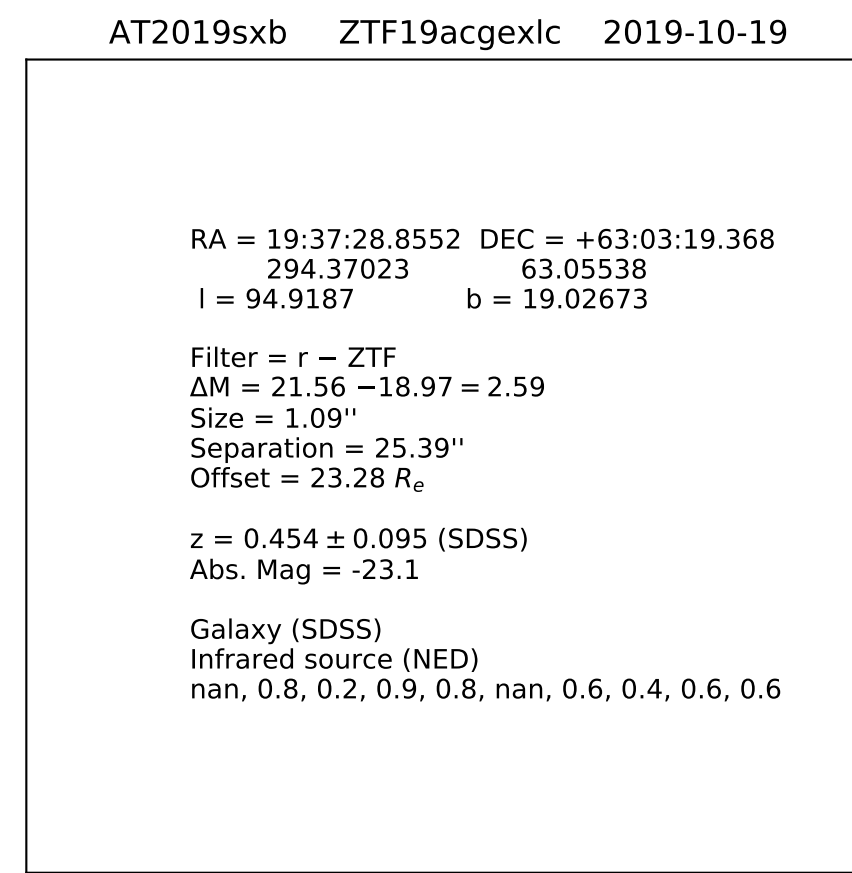 AT2019sxb ZTF19acgexlc 2019-10-19
RA = 19:37:28.8552 DEC = +63:03:19.368
294.37023 63.05538
l = 94.9187 b = 19.02673
Filter = r − ZTF
ΔM = 21.56 −18.97 = 2.59
Size = 1.09''
Separation = 25.39''
Offset = 23.28 Re
z = 0.454 ± 0.095 (SDSS)
Abs. Mag = -23.1
Galaxy (SDSS)
Infrared source (NED)
nan, 0.8, 0.2, 0.9, 0.8, nan, 0.6, 0.4, 0.6, 0.6